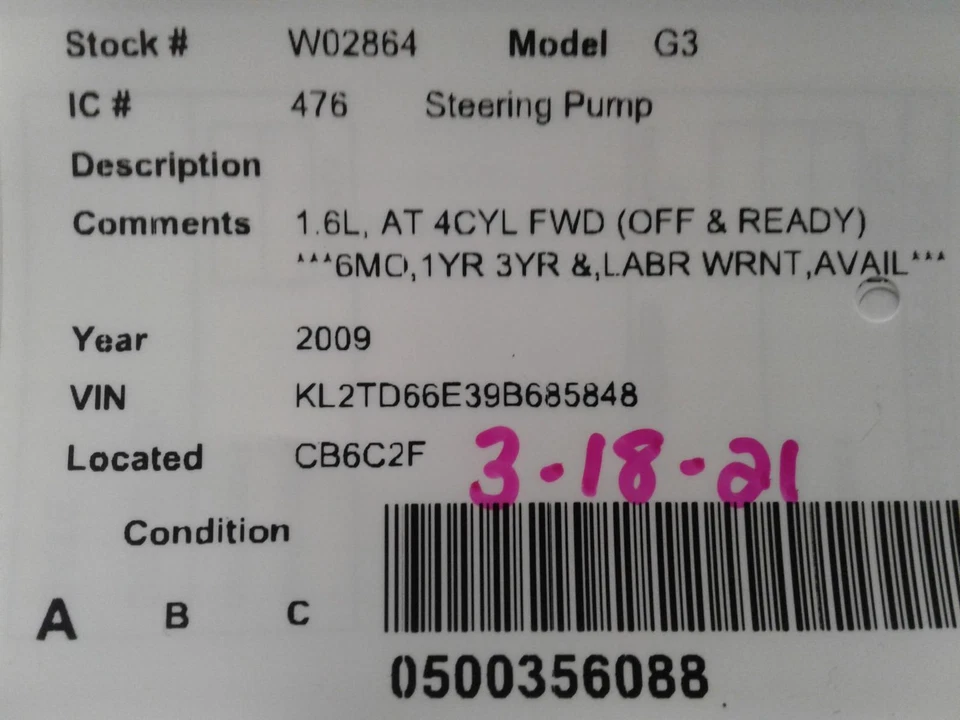 Stock # W02864 Model G3
IC # 476 Steering Pump
Description
Comments 1.6L, AT 4CYL FWD (OFF & READY)
***6MO,1YR 3YR &,LABR WRNT,AVAIL***
Year 2009
VIN KL2TD66E39B685848
Located CB6C2F 3-18-21
Condition
A B C
0500356088